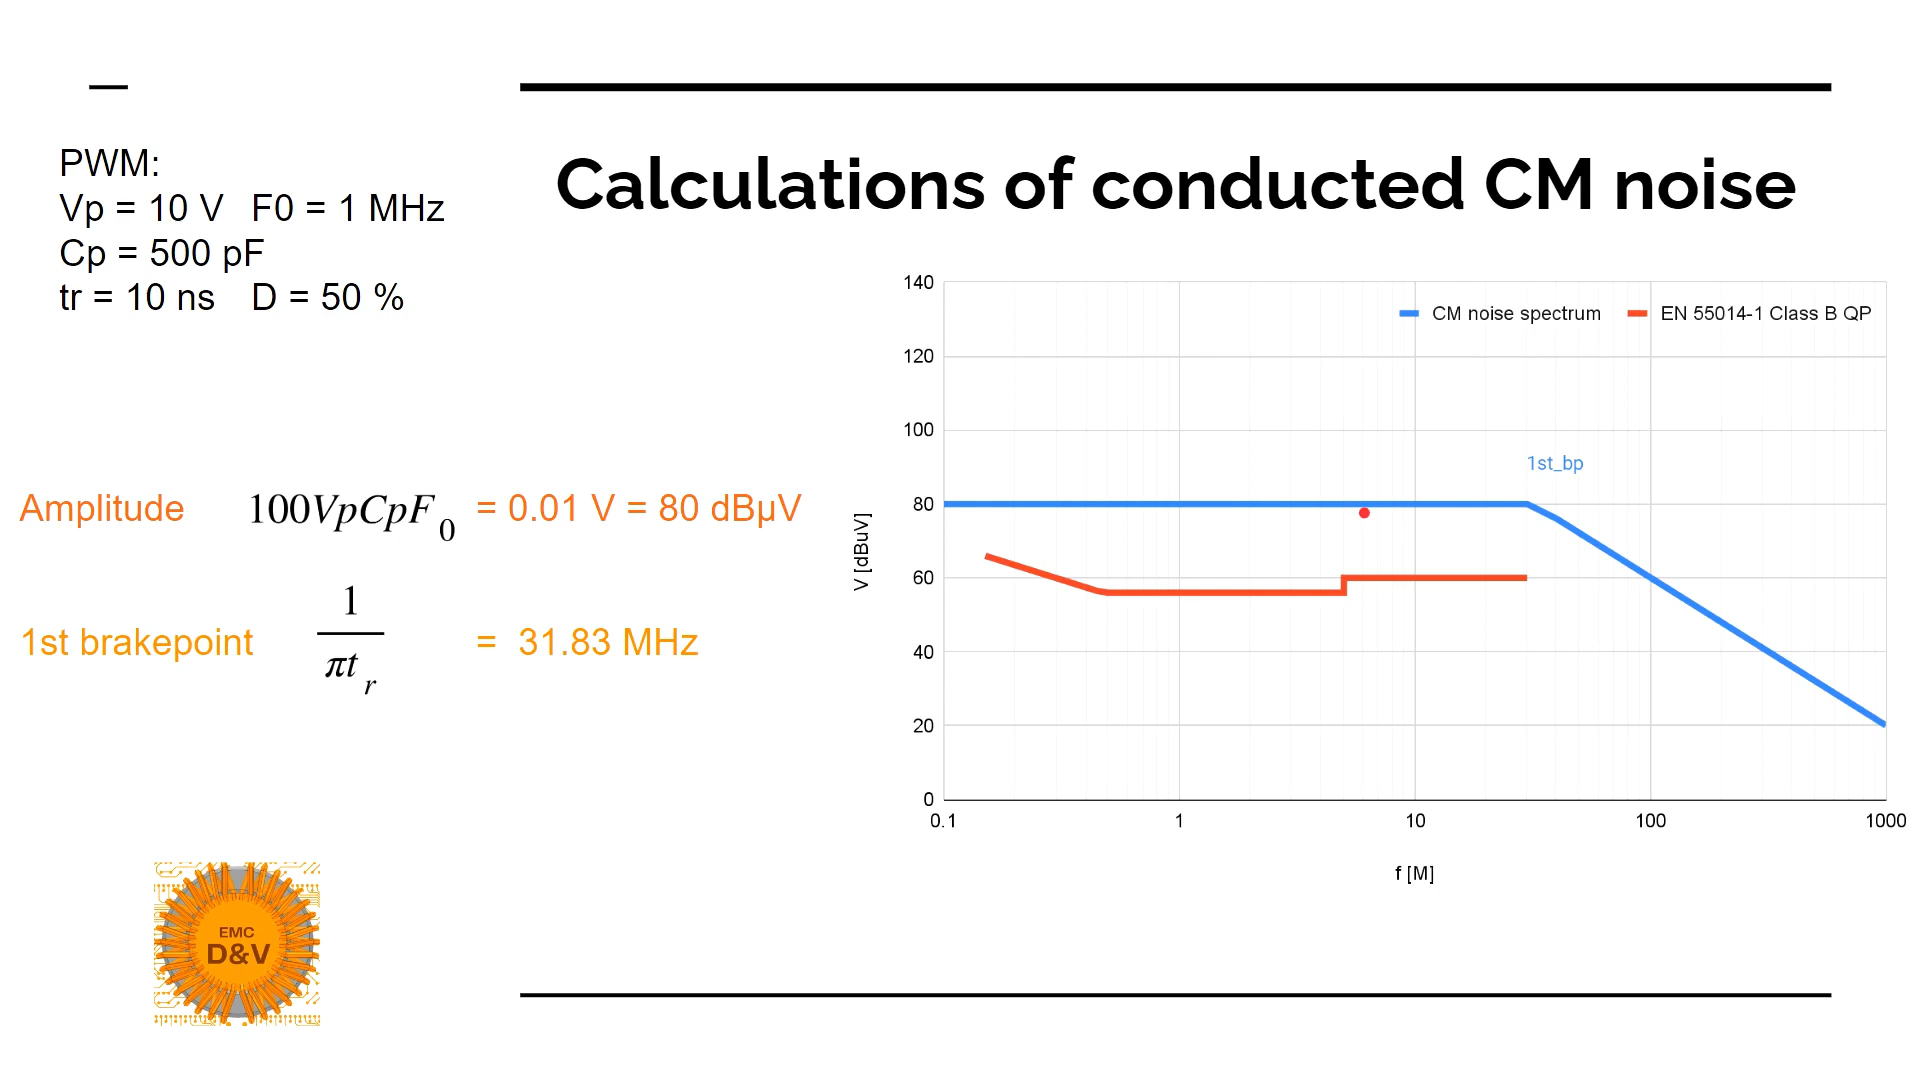 PWM:
Vp = 10 V F0 = 1 MHz
Cp = 500 pF
tr = 10 ns D = 50 %
Calculations of conducted CM noise
Amplitude 100VpCpF₀ = 0.01 V = 80 dBµV
1st brakepoint 1/πtᵣ = 31.83 MHz
CM noise spectrum EN 55014-1 Class B QP
1st_bp
V [dBuV]
140
120
100
80
60
40
20
0
0.1 1 10 100 1000
f [M]
EMC
D&V